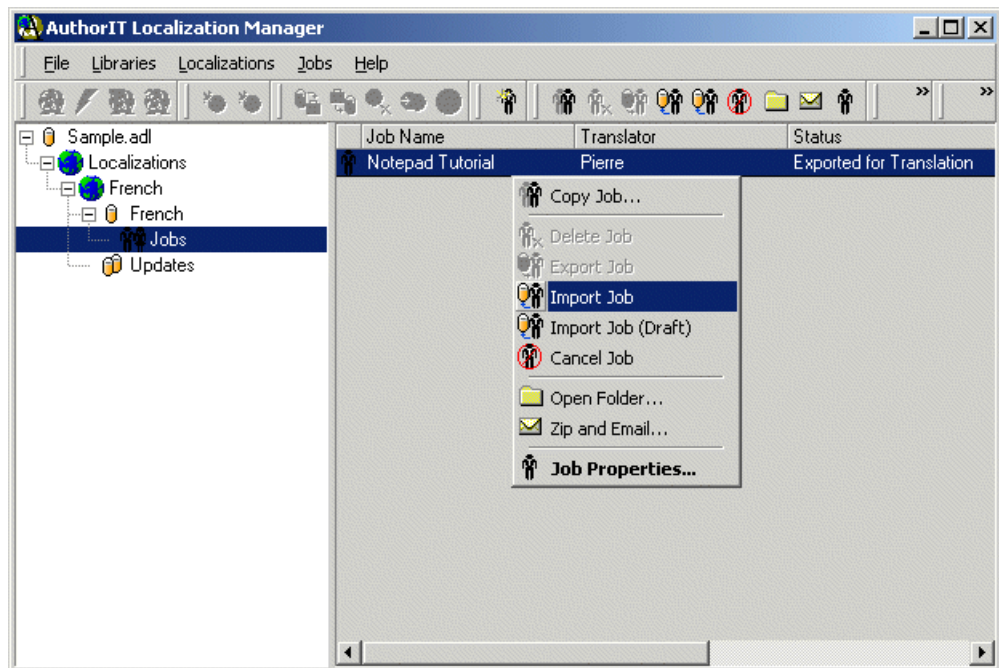 AuthorIT Localization Manager
File Libraries Localizations Jobs Help
» »
Sample.adl
Localizations
French
French
Jobs
Updates
Job Name Translator Status
Notepad Tutorial Pierre Exported for Translation
Copy Job...
Delete Job
Export Job
Import Job
Import Job (Draft)
Cancel Job
Open Folder...
Zip and Email...
Job Properties...